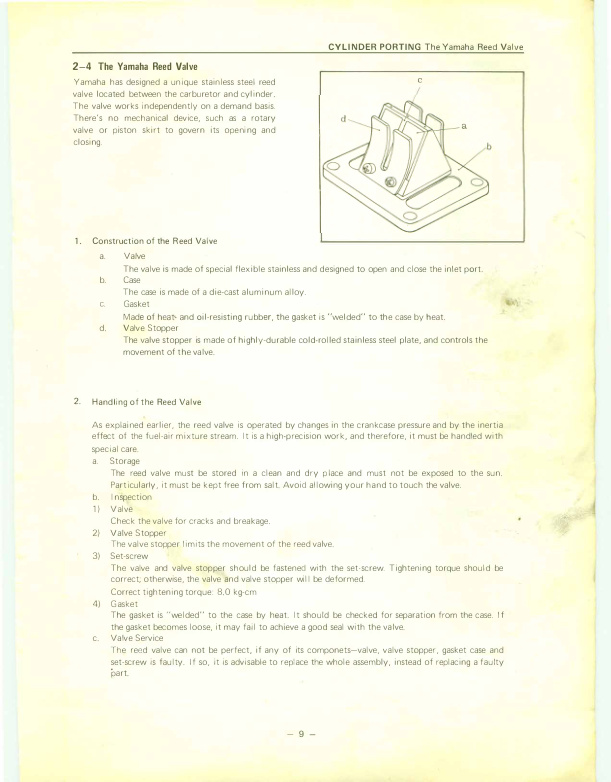 CYLINDER PORTING The Yamaha Reed Valve
2–4 The Yamaha Reed Valve
Yamaha has designed a unique stainless steel reed
valve located between the carburetor and cylinder.
The valve works independently on a demand basis.
There's no mechanical device, such as a rotary
valve or piston skirt to govern its opening and
closing.
c
d
a
b
1. Construction of the Reed Valve
a. Valve
The valve is made of special flexible stainless and designed to open and close the inlet port.
b. Case
The case is made of a die-cast aluminum alloy.
c. Gasket
Made of heat- and oil-resisting rubber, the gasket is "welded" to the case by heat.
d. Valve Stopper
The valve stopper is made of highly-durable cold-rolled stainless steel plate, and controls the
movement of the valve.
2. Handling of the Reed Valve
As explained earlier, the reed valve is operated by changes in the crankcase pressure and by the inertia
effect of the fuel-air mixture stream. It is a high-precision work, and therefore, it must be handled with
special care.
a. Storage
The reed valve must be stored in a clean and dry place and must not be exposed to the sun.
Particularly, it must be kept free from salt. Avoid allowing your hand to touch the valve.
b. Inspection
1) Valve
Check the valve for cracks and breakage.
2) Valve Stopper
The valve stopper limits the movement of the reed valve.
3) Set-screw
The valve and valve stopper should be fastened with the set-screw. Tightening torque should be
correct; otherwise, the valve and valve stopper will be deformed.
Correct tightening torque: 8.0 kg-cm
4) Gasket
The gasket is "welded" to the case by heat. It should be checked for separation from the case. If
the gasket becomes loose, it may fail to achieve a good seal with the valve.
c. Valve Service
The reed valve can not be perfect, if any of its componets—valve, valve stopper, gasket case and
set-screw is faulty. If so, it is advisable to replace the whole assembly, instead of replacing a faulty
part.
– 9 –